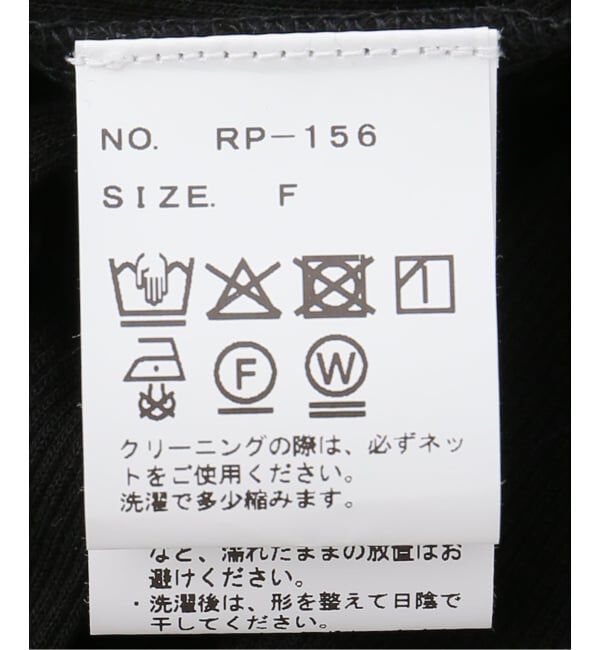 NO. RP-156
SIZE. F
F W
クリーニングの際は、必ずネッ
トをご使用ください。
洗濯で多少縮みます。
など、濡れたままの放置はお
避けください。
・洗濯後は、形を整えて日陰で
干してください。